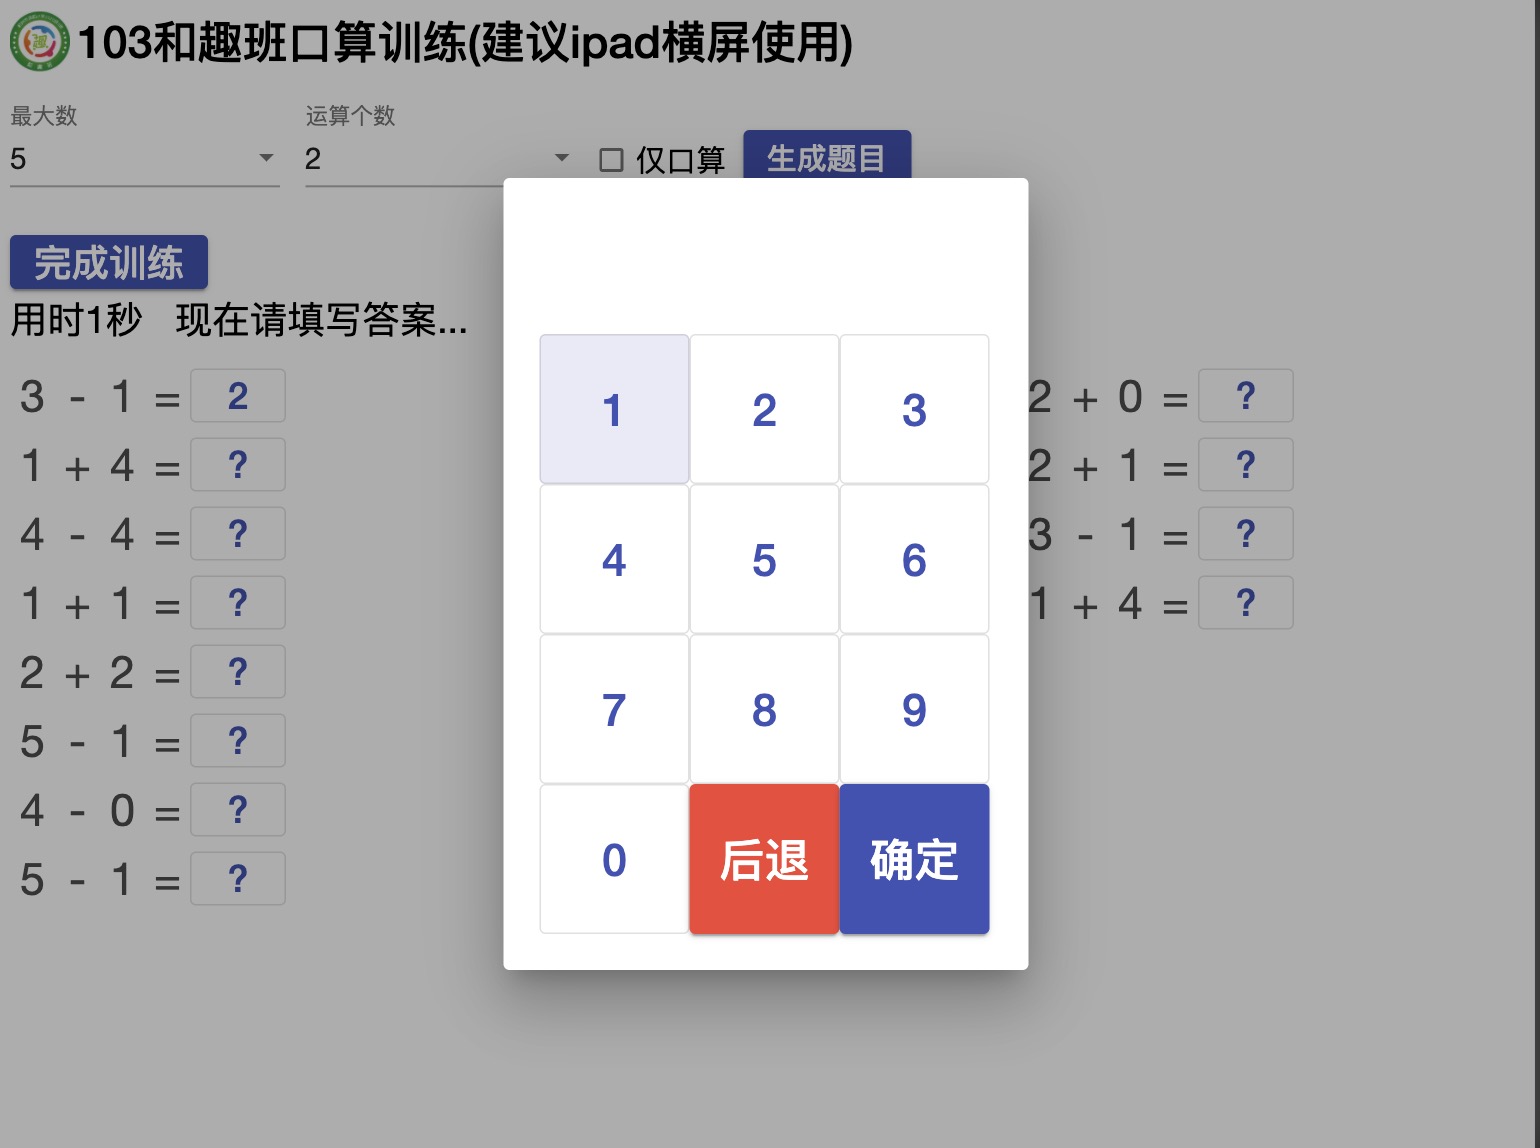 103和趣班口算训练(建议ipad横屏使用)
最大数
5
运算个数
2
仅口算
生成题目
完成训练
用时1秒 现在请填写答案...
3 - 1 = 2
1 + 4 = ?
4 - 4 = ?
1 + 1 = ?
2 + 2 = ?
5 - 1 = ?
4 - 0 = ?
5 - 1 = ?
1 2 3
4 5 6
7 8 9
0 后退 确定
2 + 0 = ?
2 + 1 = ?
3 - 1 = ?
1 + 4 = ?